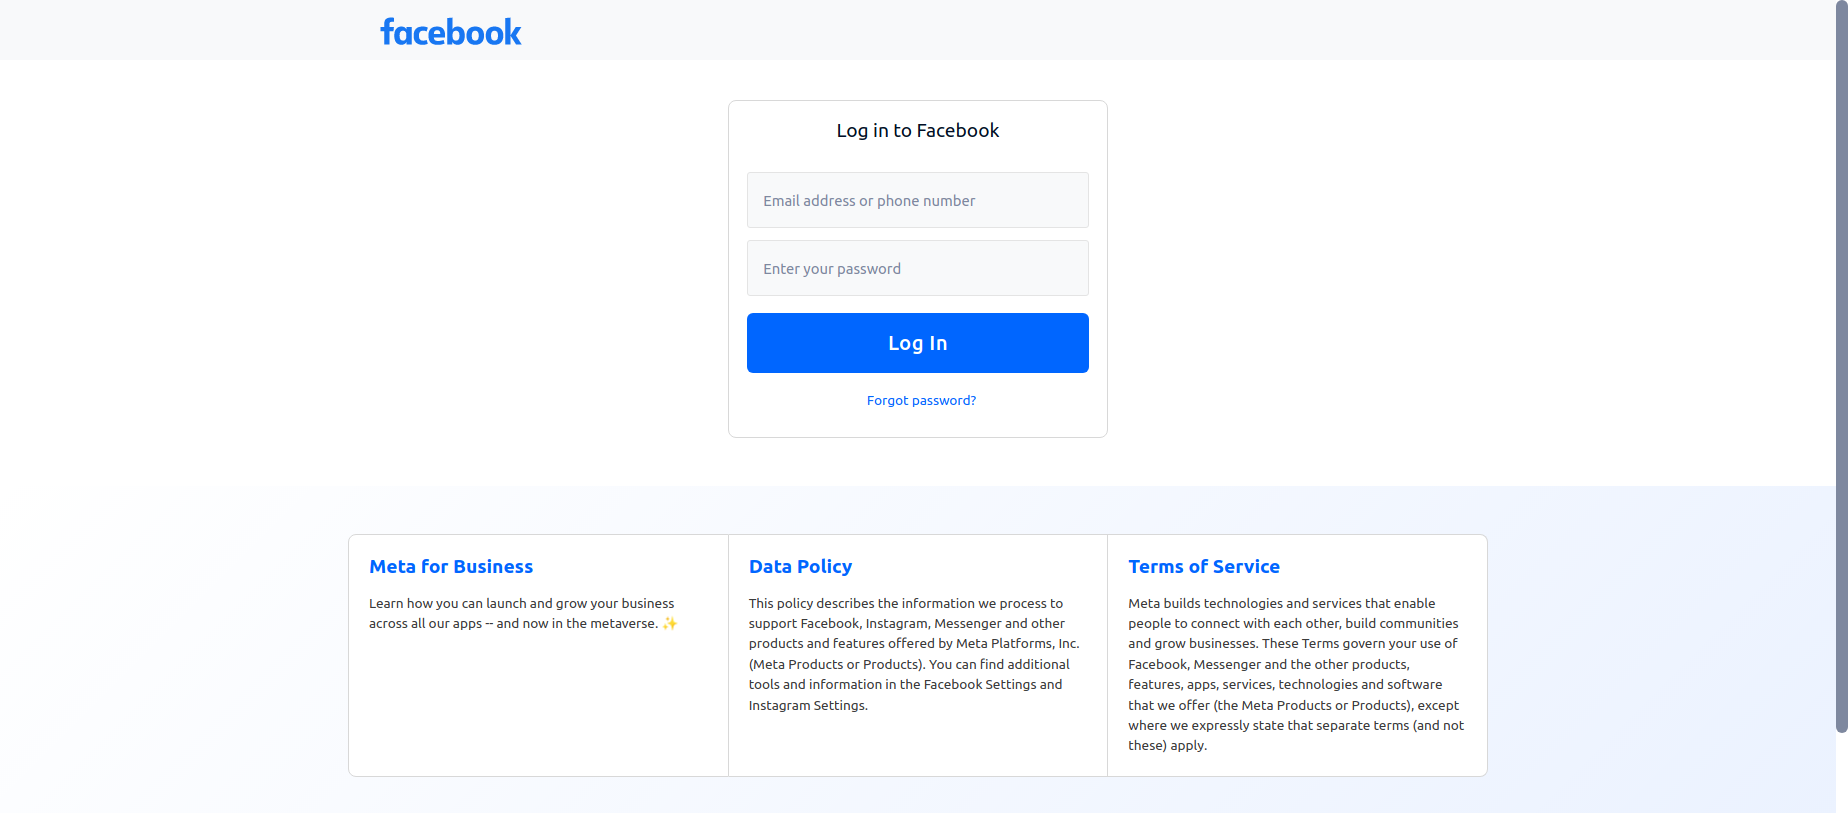 facebook
Log in to Facebook
Email address or phone number
Enter your password
Log In
Forgot password?
Meta for Business
Learn how you can launch and grow your business
across all our apps -- and now in the metaverse. ✨
Data Policy
This policy describes the information we process to
support Facebook, Instagram, Messenger and other
products and features offered by Meta Platforms, Inc.
(Meta Products or Products). You can find additional
tools and information in the Facebook Settings and
Instagram Settings.
Terms of Service
Meta builds technologies and services that enable
people to connect with each other, build communities
and grow businesses. These Terms govern your use of
Facebook, Messenger and the other products,
features, apps, services, technologies and software
that we offer (the Meta Products or Products), except
where we expressly state that separate terms (and not
these) apply.